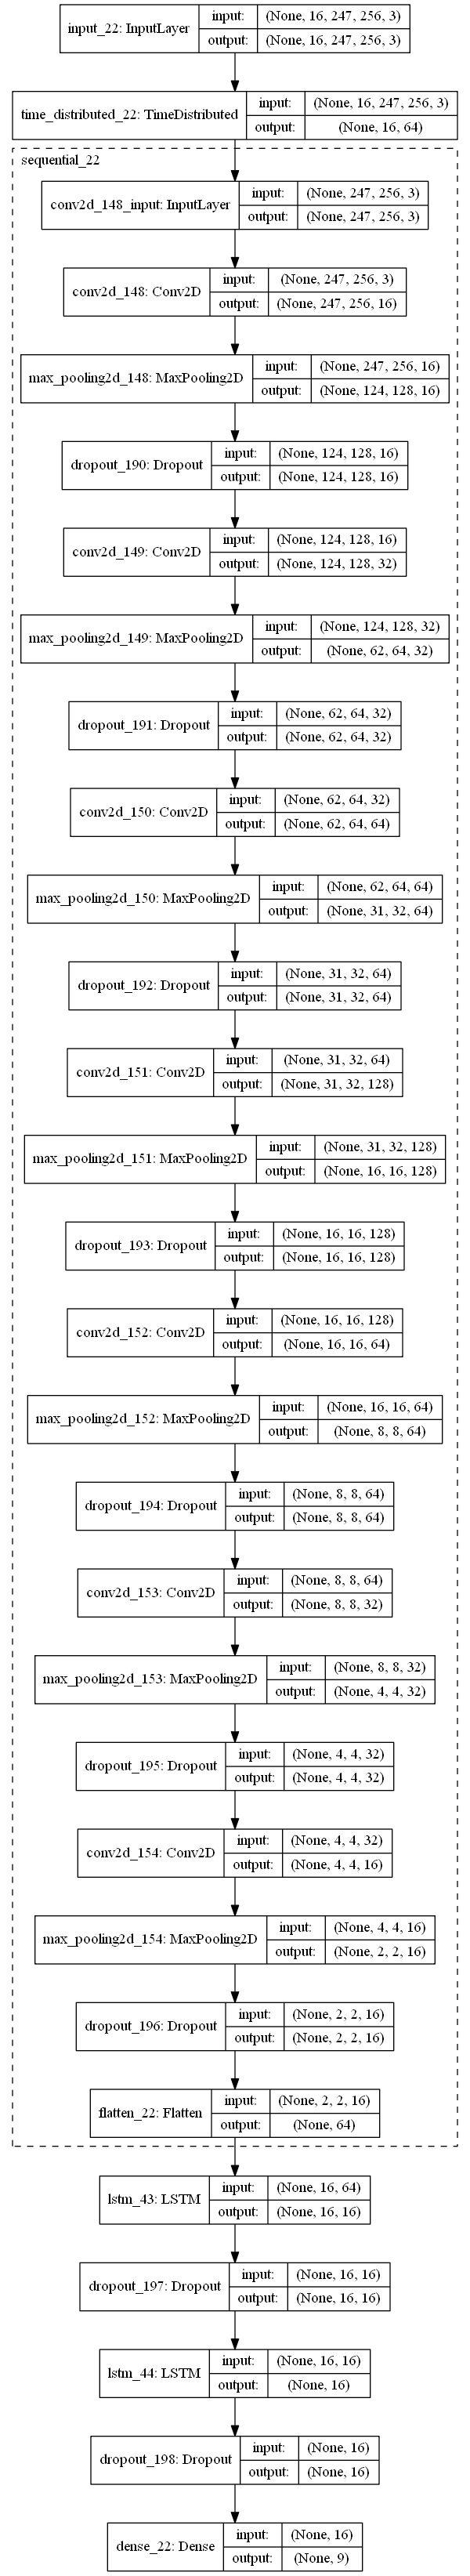 input_22: InputLayer
input: (None, 16, 247, 256, 3)
output: (None, 16, 247, 256, 3)
time_distributed_22: TimeDistributed
input: (None, 16, 247, 256, 3)
output: (None, 16, 64)
sequential_22
conv2d_148_input: InputLayer
input: (None, 247, 256, 3)
output: (None, 247, 256, 3)
conv2d_148: Conv2D
input: (None, 247, 256, 3)
output: (None, 247, 256, 16)
max_pooling2d_148: MaxPooling2D
input: (None, 247, 256, 16)
output: (None, 124, 128, 16)
dropout_190: Dropout
input: (None, 124, 128, 16)
output: (None, 124, 128, 16)
conv2d_149: Conv2D
input: (None, 124, 128, 16)
output: (None, 124, 128, 32)
max_pooling2d_149: MaxPooling2D
input: (None, 124, 128, 32)
output: (None, 62, 64, 32)
dropout_191: Dropout
input: (None, 62, 64, 32)
output: (None, 62, 64, 32)
conv2d_150: Conv2D
input: (None, 62, 64, 32)
output: (None, 62, 64, 64)
max_pooling2d_150: MaxPooling2D
input: (None, 62, 64, 64)
output: (None, 31, 32, 64)
dropout_192: Dropout
input: (None, 31, 32, 64)
output: (None, 31, 32, 64)
conv2d_151: Conv2D
input: (None, 31, 32, 64)
output: (None, 31, 32, 128)
max_pooling2d_151: MaxPooling2D
input: (None, 31, 32, 128)
output: (None, 16, 16, 128)
dropout_193: Dropout
input: (None, 16, 16, 128)
output: (None, 16, 16, 128)
conv2d_152: Conv2D
input: (None, 16, 16, 128)
output: (None, 16, 16, 64)
max_pooling2d_152: MaxPooling2D
input: (None, 16, 16, 64)
output: (None, 8, 8, 64)
dropout_194: Dropout
input: (None, 8, 8, 64)
output: (None, 8, 8, 64)
conv2d_153: Conv2D
input: (None, 8, 8, 64)
output: (None, 8, 8, 32)
max_pooling2d_153: MaxPooling2D
input: (None, 8, 8, 32)
output: (None, 4, 4, 32)
dropout_195: Dropout
input: (None, 4, 4, 32)
output: (None, 4, 4, 32)
conv2d_154: Conv2D
input: (None, 4, 4, 32)
output: (None, 4, 4, 16)
max_pooling2d_154: MaxPooling2D
input: (None, 4, 4, 16)
output: (None, 2, 2, 16)
dropout_196: Dropout
input: (None, 2, 2, 16)
output: (None, 2, 2, 16)
flatten_22: Flatten
input: (None, 2, 2, 16)
output: (None, 64)
lstm_43: LSTM
input: (None, 16, 64)
output: (None, 16, 16)
dropout_197: Dropout
input: (None, 16, 16)
output: (None, 16, 16)
lstm_44: LSTM
input: (None, 16, 16)
output: (None, 16)
dropout_198: Dropout
input: (None, 16)
output: (None, 16)
dense_22: Dense
input: (None, 16)
output: (None, 9)